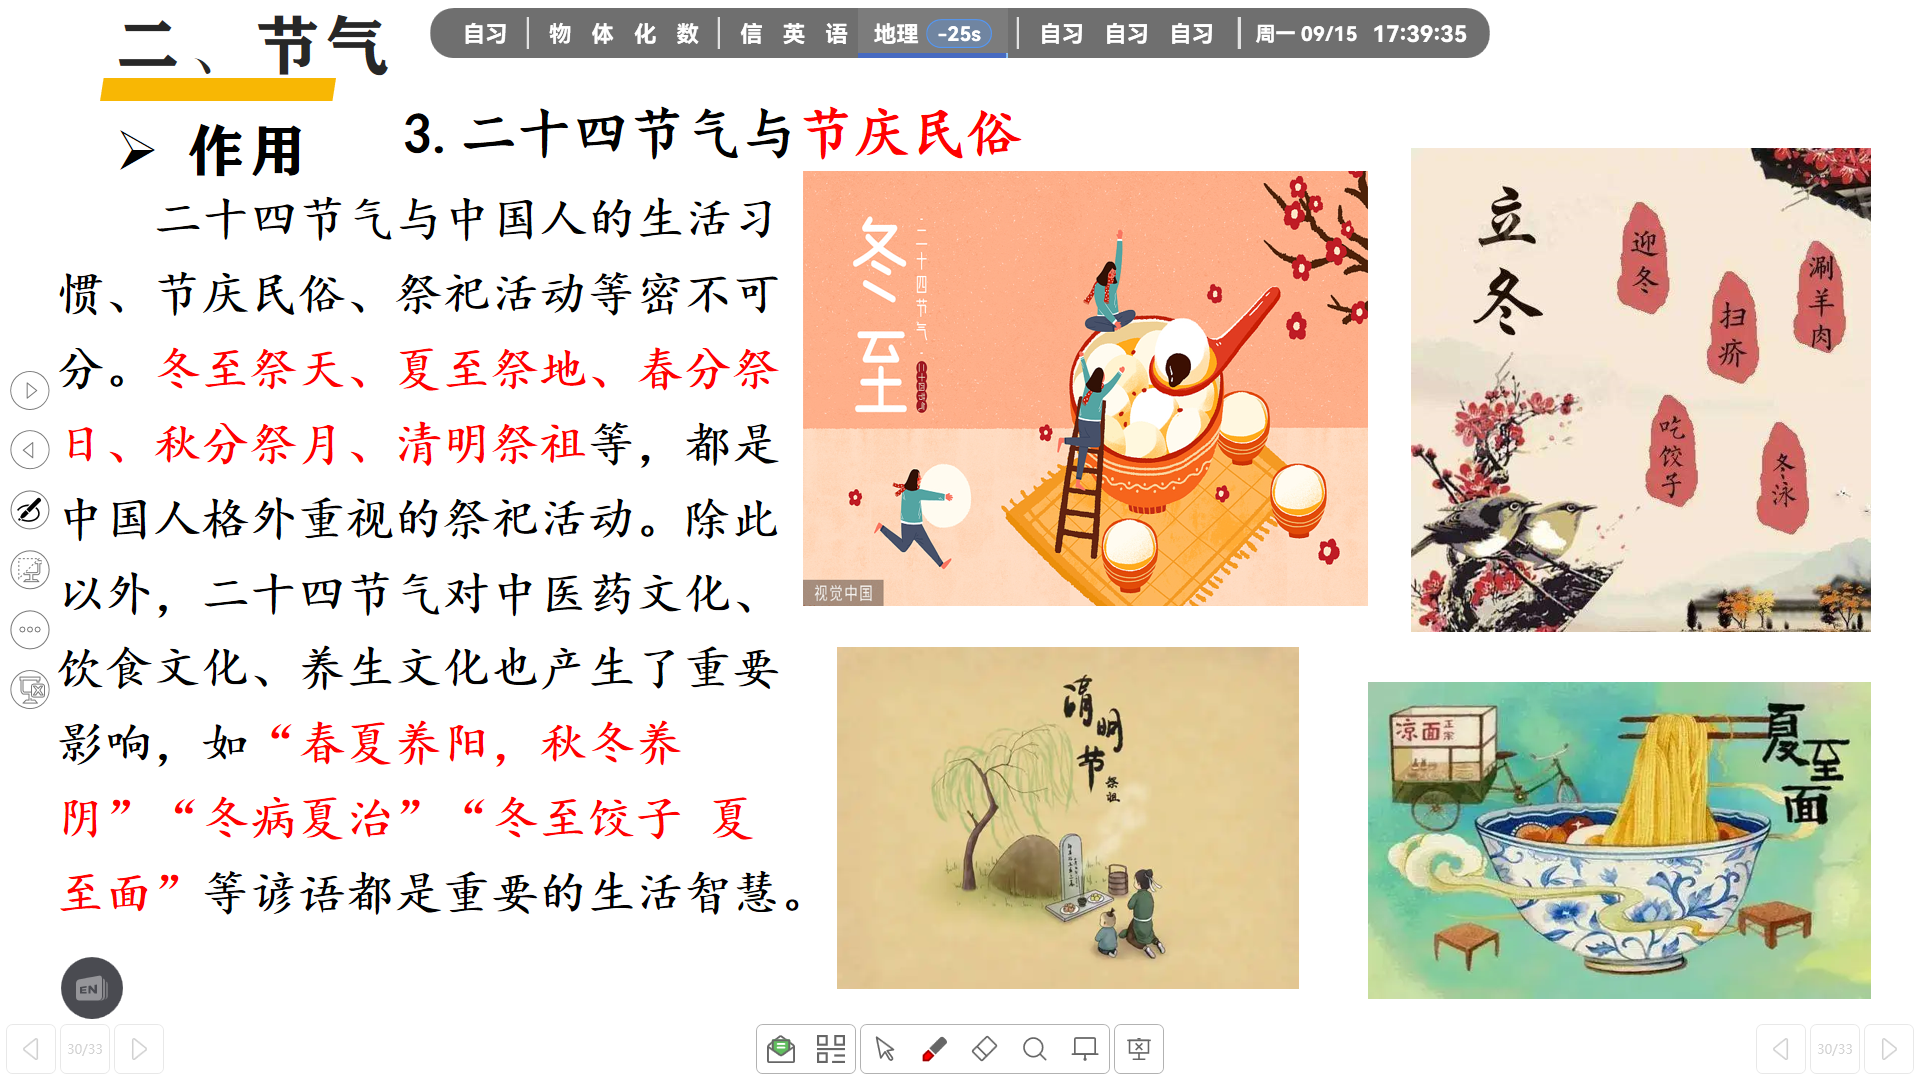 二、节气
自习 物 体 化 数 信 英 语 地理 -25s 自习 自习 自习 周一 09/15 17:39:35
作用
3.二十四节气与节庆民俗
二十四节气与中国人的生活习
惯、节庆民俗、祭祀活动等密不可
分。冬至祭天、夏至祭地、春分祭
日、秋分祭月、清明祭祖等，都是
中国人格外重视的祭祀活动。除此
以外，二十四节气对中医药文化、
饮食文化、养生文化也产生了重要
影响，如“春夏养阳，秋冬养
阴”“冬病夏治”“冬至饺子 夏
至面”等谚语都是重要的生活智慧。
冬至
二十四节气
视觉中国
立冬
迎冬
扫疥
涮羊肉
吃饺子
冬泳
清明节
祭祖
凉面
正宗
夏至面
EN
30/33
30/33